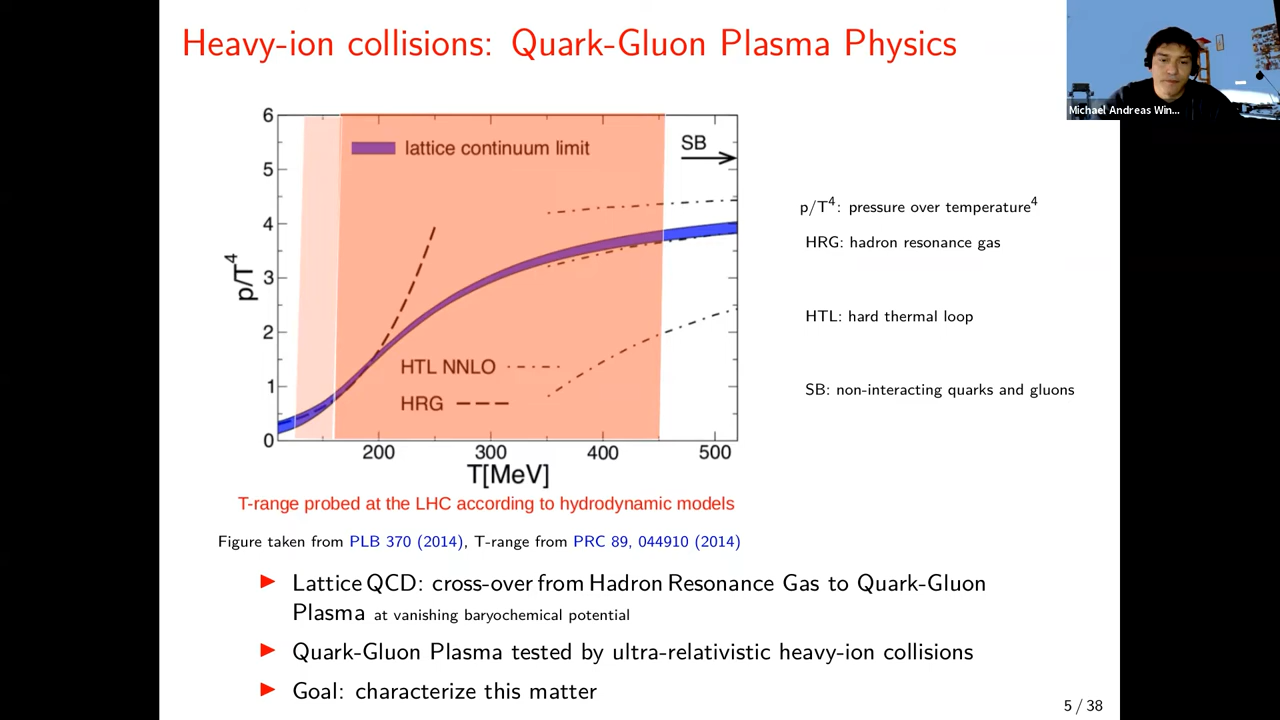 Heavy-ion collisions: Quark-Gluon Plasma Physics
Michael Andreas Win...
6
5
4
3
2
1
0
p/T⁴
lattice continuum limit
SB
HTL NNLO
HRG
200
300
400
500
T[MeV]
p/T⁴: pressure over temperature⁴
HRG: hadron resonance gas
HTL: hard thermal loop
SB: non-interacting quarks and gluons
T-range probed at the LHC according to hydrodynamic models
Figure taken from PLB 370 (2014), T-range from PRC 89, 044910 (2014)
Lattice QCD: cross-over from Hadron Resonance Gas to Quark-Gluon
Plasma at vanishing baryochemical potential
Quark-Gluon Plasma tested by ultra-relativistic heavy-ion collisions
Goal: characterize this matter
5 / 38